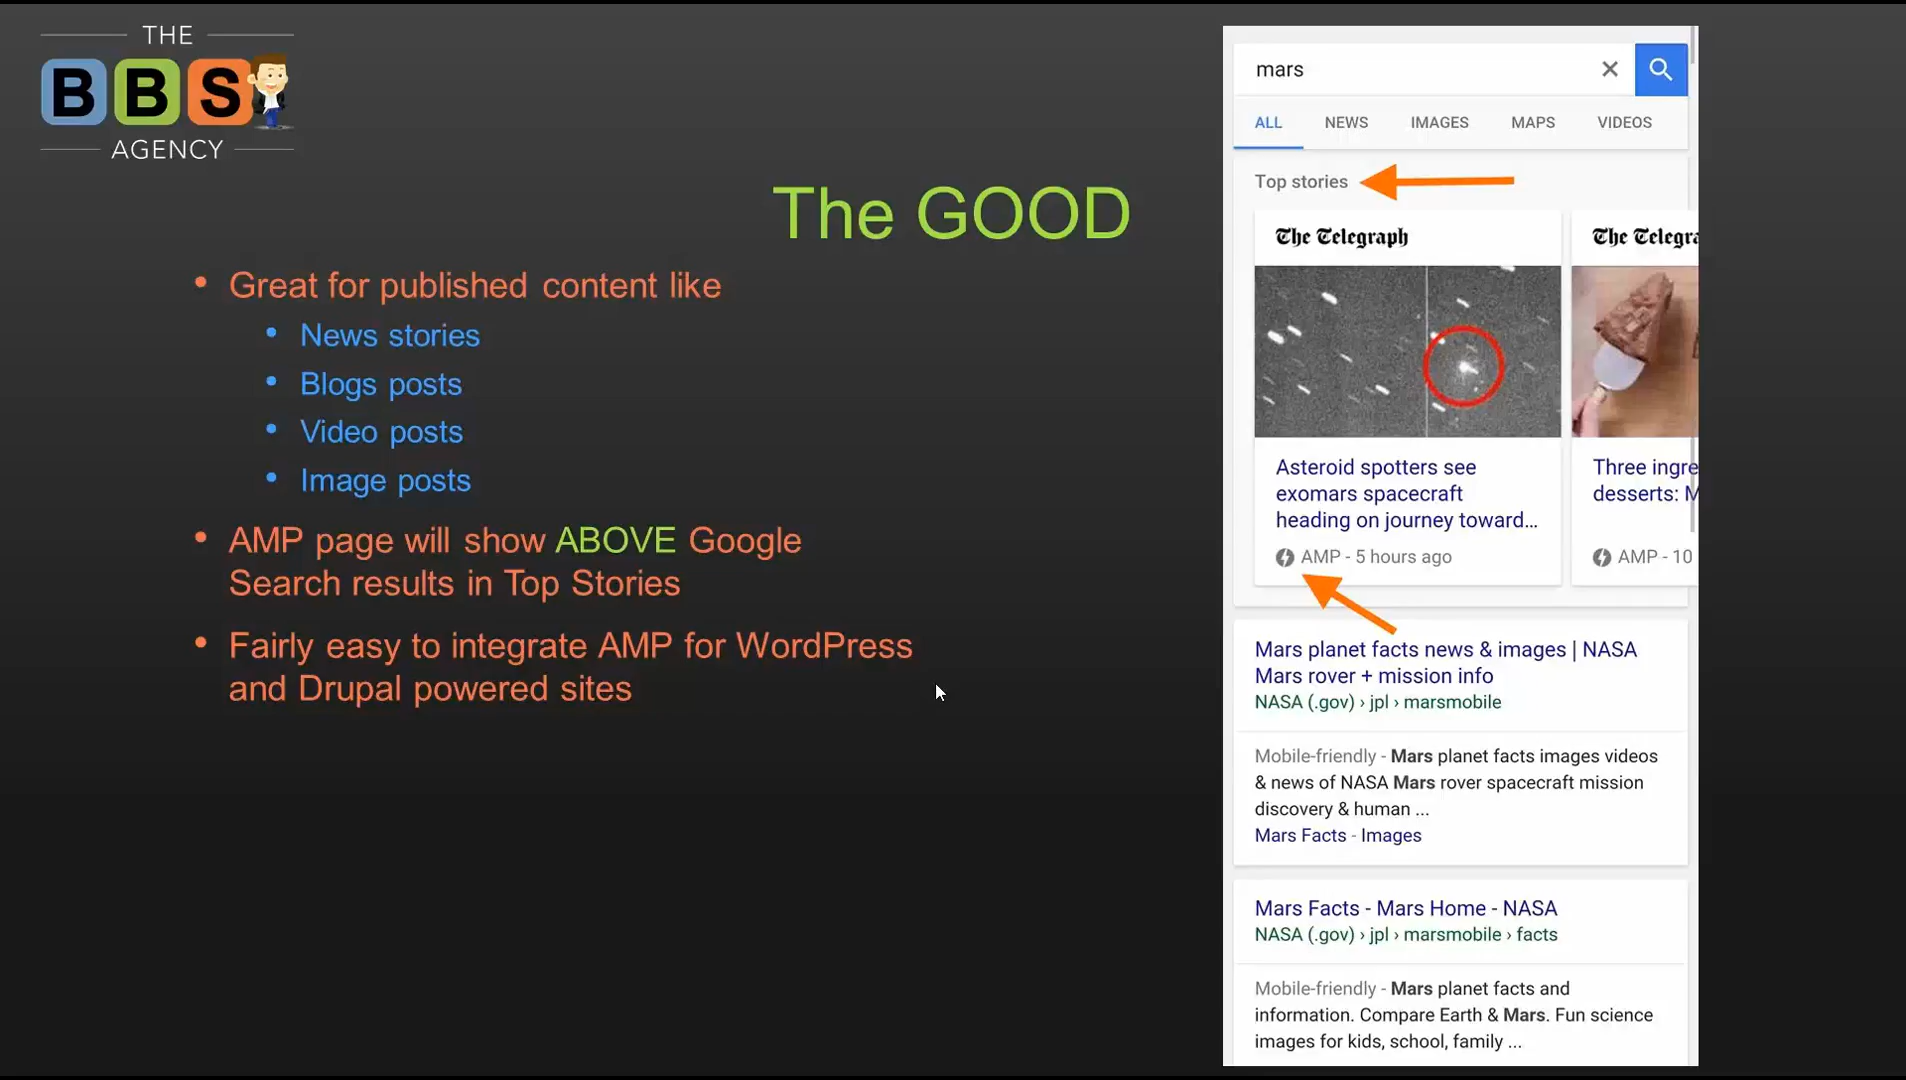 THE
BBS
AGENCY
The GOOD
• Great for published content like
• News stories
• Blogs posts
• Video posts
• Image posts
• AMP page will show ABOVE Google
Search results in Top Stories
• Fairly easy to integrate AMP for WordPress
and Drupal powered sites
mars
ALL NEWS IMAGES MAPS VIDEOS
Top stories
The Telegraph
Asteroid spotters see
exomars spacecraft
heading on journey toward...
AMP - 5 hours ago
The Telegra
Three ingre
desserts: M
AMP - 10
Mars planet facts news & images | NASA
Mars rover + mission info
NASA (.gov) › jpl › marsmobile
Mobile-friendly - Mars planet facts images videos
& news of NASA Mars rover spacecraft mission
discovery & human ...
Mars Facts - Images
Mars Facts - Mars Home - NASA
NASA (.gov) › jpl › marsmobile › facts
Mobile-friendly - Mars planet facts and
information. Compare Earth & Mars. Fun science
images for kids, school, family ...